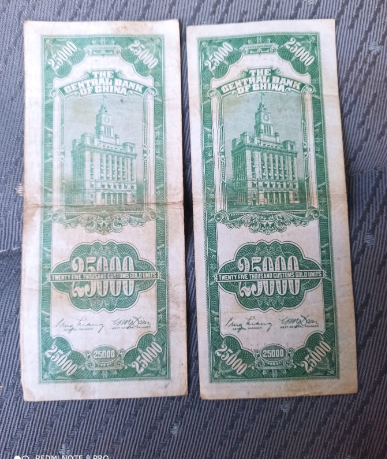 25000 25000
THE
CENTRAL BANK
OF CHINA
25000
TWENTY FIVE THOUSAND CUSTOMS GOLD UNITS
25000
25000 25000
25000 25000
THE
CENTRAL BANK
OF CHINA
25000
TWENTY FIVE THOUSAND CUSTOMS GOLD UNITS
25000
25000 25000
REDMI NOTE 8 PRO